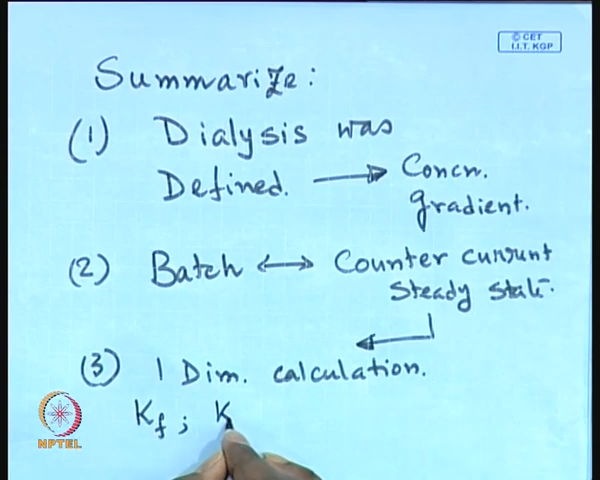 © CET
I.I.T. KGP
Summarize:
(1) Dialysis was
Defined. → Concn.
gradient.
(2) Batch ↔ Counter current
Steady state.
(3) 1 Dim. calculation.
Kf ; K
NPTEL